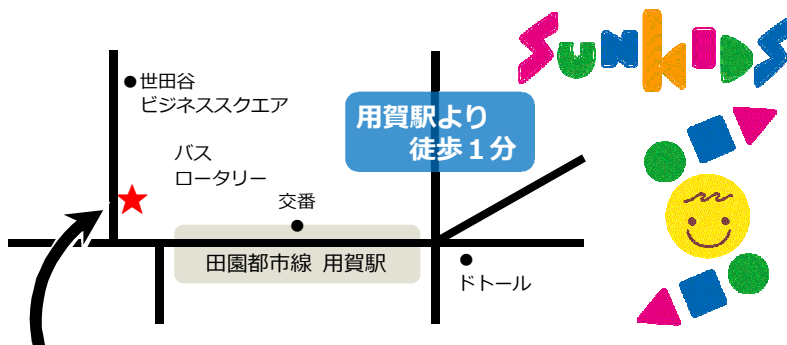 SUNKIDS
世田谷
ビジネススクエア
用賀駅より
徒歩１分
バス
ロータリー
交番
田園都市線 用賀駅
ドトール